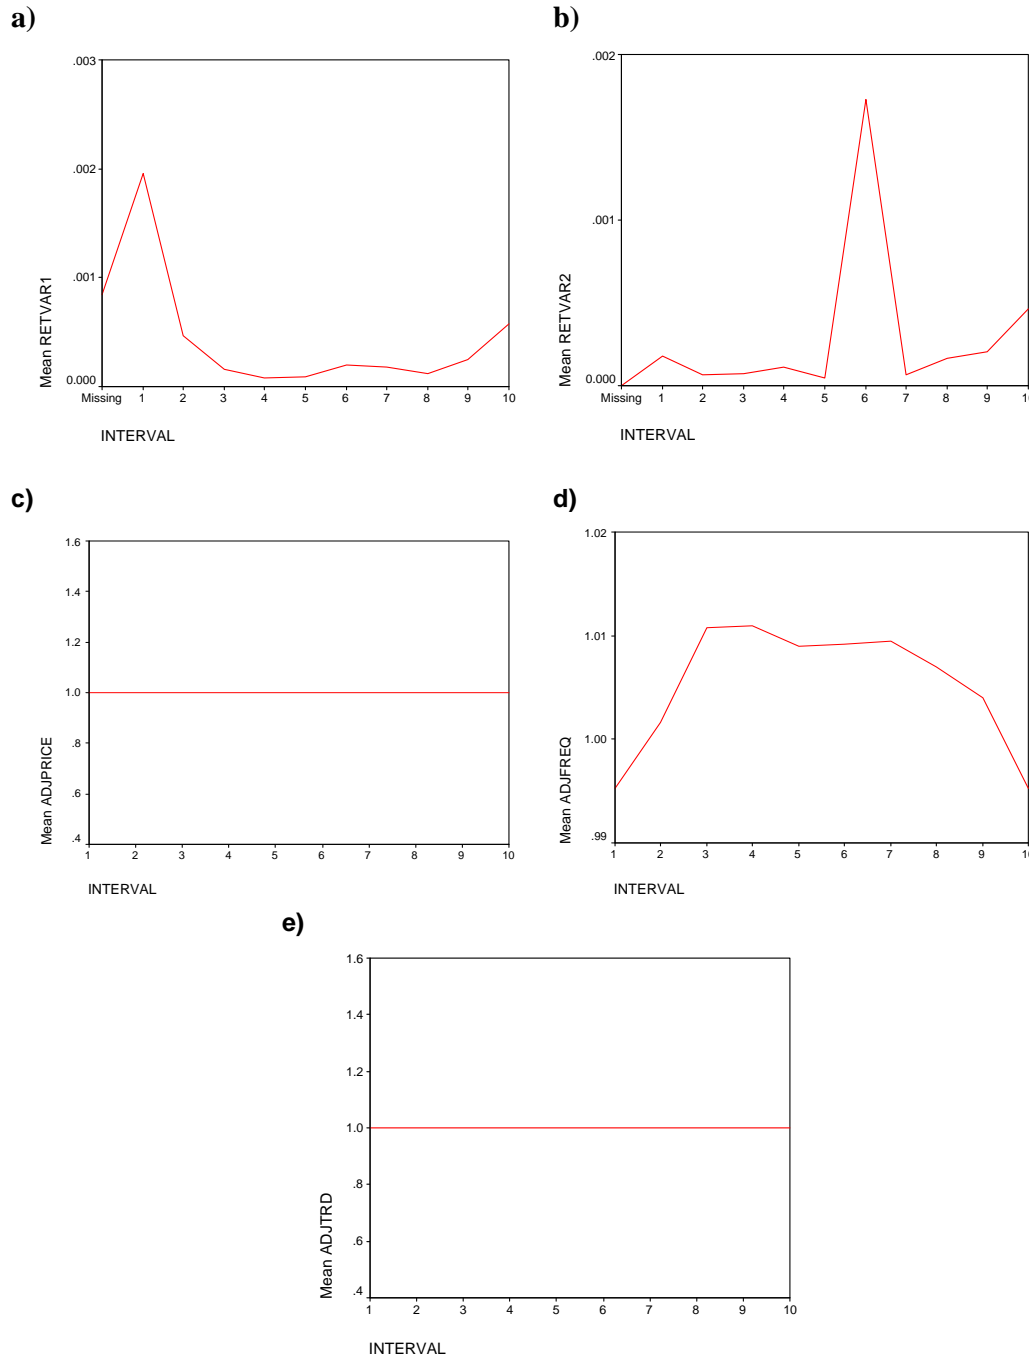 a)
.003
.002
.001
0.000
Mean RETVAR1
Missing 1 2 3 4 5 6 7 8 9 10
INTERVAL
b)
.002
.001
0.000
Mean RETVAR2
Missing 1 2 3 4 5 6 7 8 9 10
INTERVAL
c)
1.6
1.4
1.2
1.0
.8
.6
.4
Mean ADJPRICE
1 2 3 4 5 6 7 8 9 10
INTERVAL
d)
1.02
1.01
1.00
.99
Mean ADJFREQ
1 2 3 4 5 6 7 8 9 10
INTERVAL
e)
1.6
1.4
1.2
1.0
.8
.6
.4
Mean ADJTRD
1 2 3 4 5 6 7 8 9 10
INTERVAL